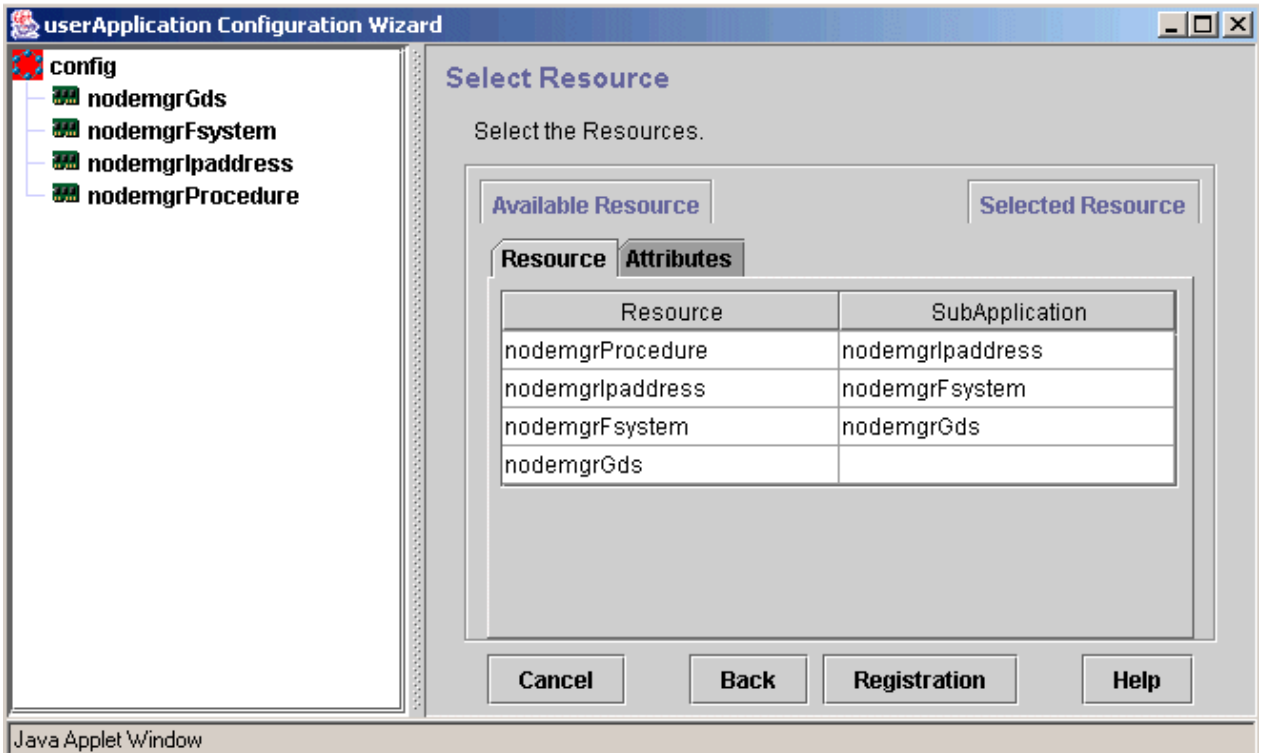 userApplication Configuration Wizard
config
nodemgrGds
nodemgrFsystem
nodemgrIpaddress
nodemgrProcedure
Select Resource
Select the Resources.
Available Resource
Selected Resource
Resource Attributes
Resource SubApplication
nodemgrProcedure nodemgrIpaddress
nodemgrIpaddress nodemgrFsystem
nodemgrFsystem nodemgrGds
nodemgrGds
Cancel Back Registration Help
Java Applet Window